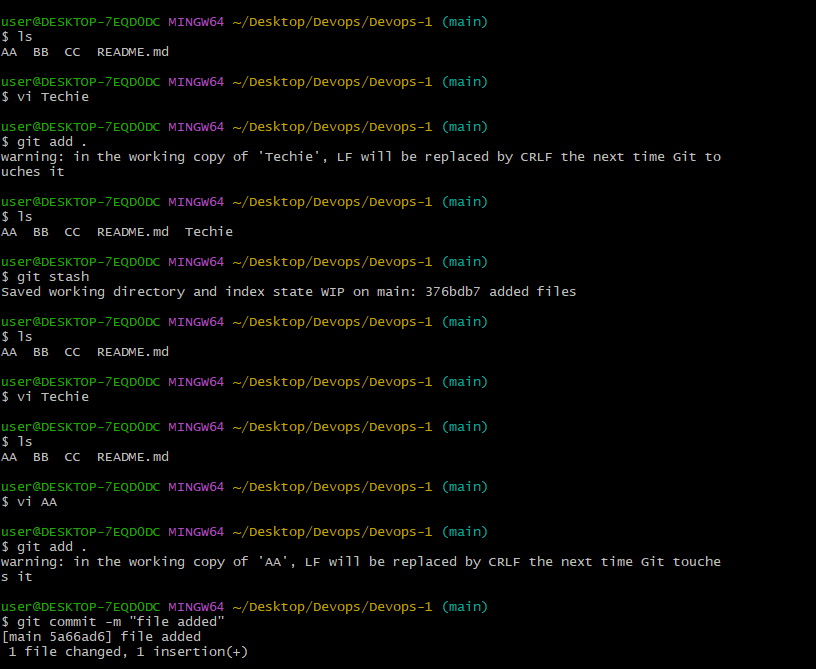 user@DESKTOP-7EQD0DC MINGW64 ~/Desktop/Devops/Devops-1 (main)
$ ls
AA  BB  CC  README.md
user@DESKTOP-7EQD0DC MINGW64 ~/Desktop/Devops/Devops-1 (main)
$ vi Techie
user@DESKTOP-7EQD0DC MINGW64 ~/Desktop/Devops/Devops-1 (main)
$ git add .
warning: in the working copy of 'Techie', LF will be replaced by CRLF the next time Git to
uches it
user@DESKTOP-7EQD0DC MINGW64 ~/Desktop/Devops/Devops-1 (main)
$ ls
AA  BB  CC  README.md  Techie
user@DESKTOP-7EQD0DC MINGW64 ~/Desktop/Devops/Devops-1 (main)
$ git stash
Saved working directory and index state WIP on main: 376bdb7 added files
user@DESKTOP-7EQD0DC MINGW64 ~/Desktop/Devops/Devops-1 (main)
$ ls
AA  BB  CC  README.md
user@DESKTOP-7EQD0DC MINGW64 ~/Desktop/Devops/Devops-1 (main)
$ vi Techie
user@DESKTOP-7EQD0DC MINGW64 ~/Desktop/Devops/Devops-1 (main)
$ ls
AA  BB  CC  README.md
user@DESKTOP-7EQD0DC MINGW64 ~/Desktop/Devops/Devops-1 (main)
$ vi AA
user@DESKTOP-7EQD0DC MINGW64 ~/Desktop/Devops/Devops-1 (main)
$ git add .
warning: in the working copy of 'AA', LF will be replaced by CRLF the next time Git touche
s it
user@DESKTOP-7EQD0DC MINGW64 ~/Desktop/Devops/Devops-1 (main)
$ git commit -m "file added"
[main 5a66ad6] file added
 1 file changed, 1 insertion(+)